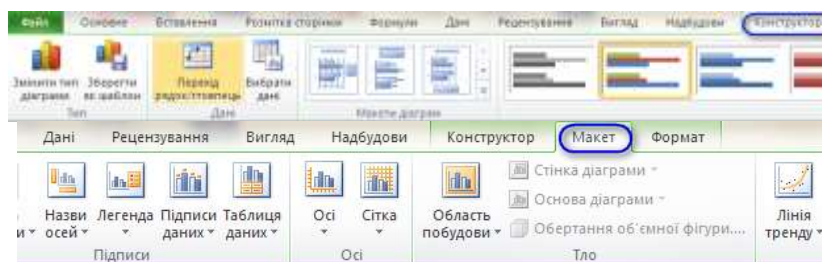 Файл Основне Вставлення Розмітка сторінки Формули Дані Рецензування Вигляд Надбудови Конструктор
Змінити тип Зберегти Перехід Вибрати
діаграми як шаблон рядок/стовпець дані
Тип Дані Макети діаграм
Дані Рецензування Вигляд Надбудови Конструктор Макет Формат
Стінка діаграми
Основа діаграми
Назви Легенда Підписи Таблиця Осі Сітка Область Лінія
и осей даних даних побудови Обертання об'ємної фігури.... тренду
Підписи Осі Тло